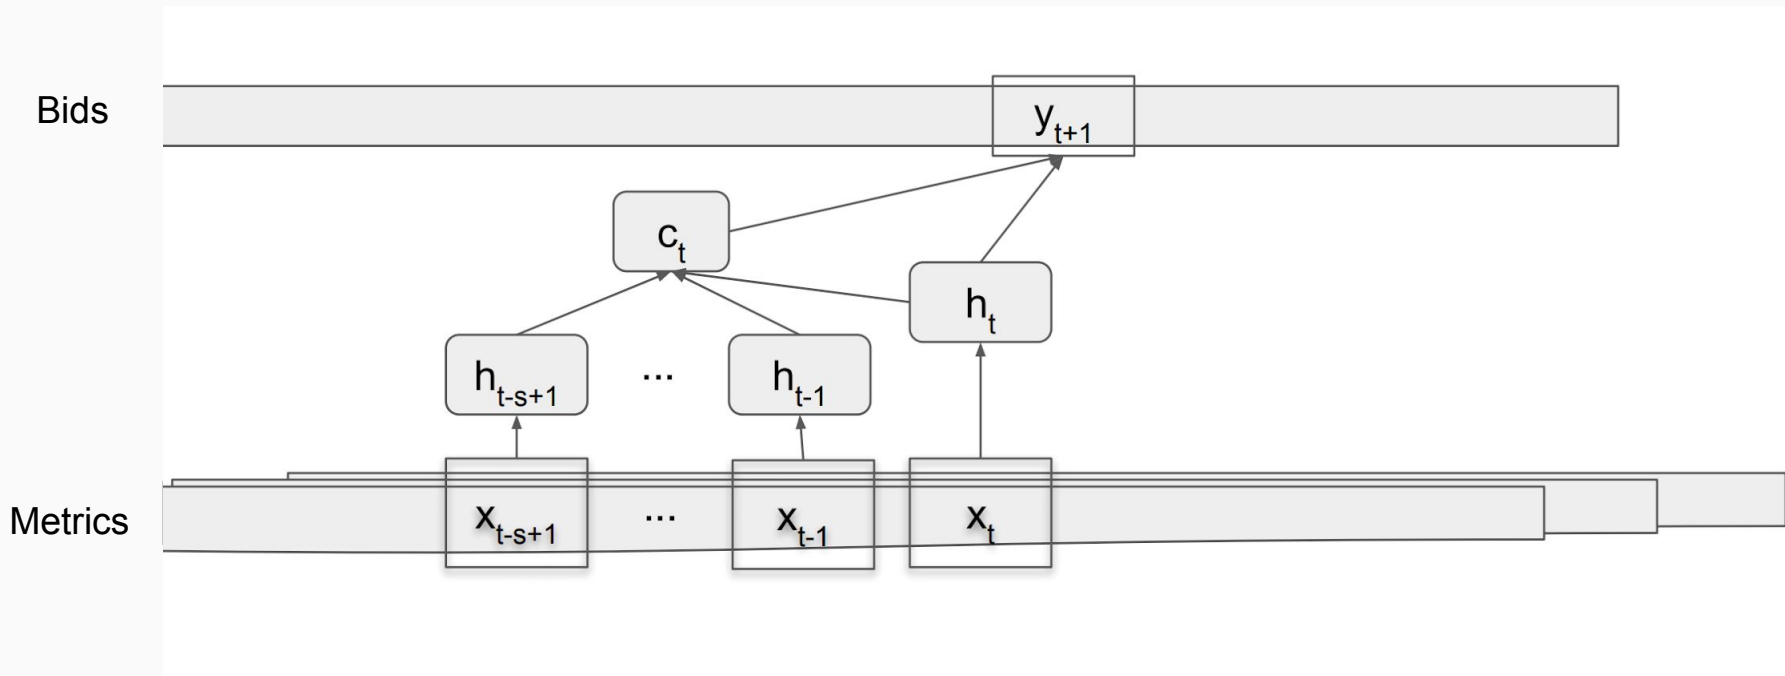 Bids
y_{t+1}
c_t
h_t
h_{t-s+1} ... h_{t-1}
Metrics
x_{t-s+1} ... x_{t-1} x_t